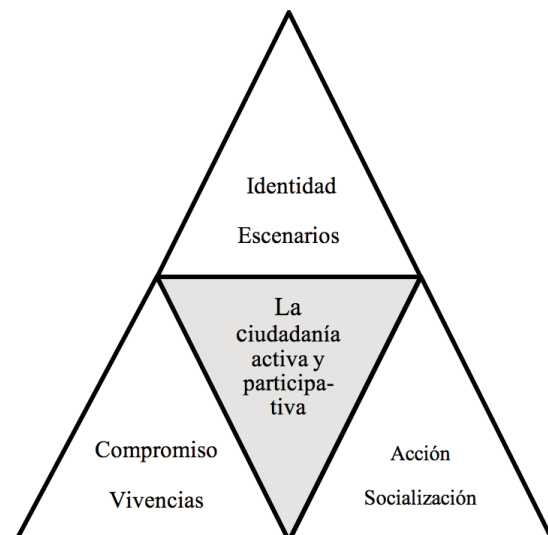 Identidad
Escenarios
La
ciudadanía
activa y
participa-
tiva
Compromiso
Vivencias
Acción
Socialización